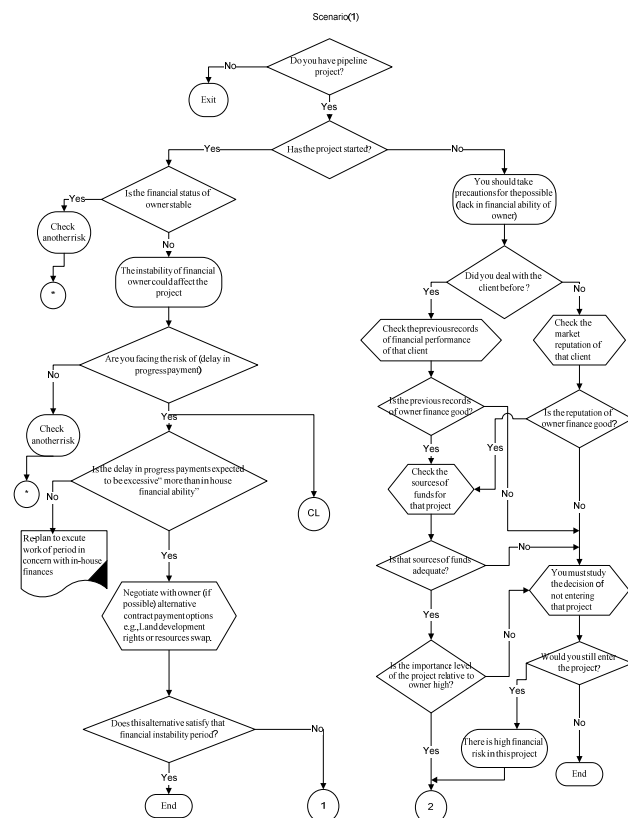 Scenario(1)
Do you have pipeline
project?
No
Exit
Yes
Has the project started?
Yes
No
Is the financial status of
owner stable
Yes
Check
another risk
*
No
The instability of financial
owner could affect the
project
Are you facing the risk of (delay in
progress payment)
No
Check
another risk
*
Yes
CL
Is the delay in progress payments expected
to be excessive" more than in house
financial ability"
No
Re-plan to excute
work of period in
concern with in-house
finances
Yes
Negotiate with owner (if
possible) alternative
contract payment options
e.g., Land development
rights or resources swap.
Does this alternative satisfy that
financial instability period?
No
1
Yes
End
You should take
precautions for the possible
(lack in financial ability of
owner)
Did you deal with the
client before ?
Yes
No
Check the previous records
of financial performance
of that client
Check the
market
reputation of
that client
Is the previous records
of owner finance good?
Is the reputation of
owner finance good?
Yes
Yes
No
No
Check the
sources of
funds for
that project
Is that sources of funds
adequate?
No
Yes
You must study
the decision of
not entering
that project
Is the importance level
of the project relative to
owner high?
No
Would you still enter
the project?
Yes
No
Yes
There is high financial
risk in this project
End
2